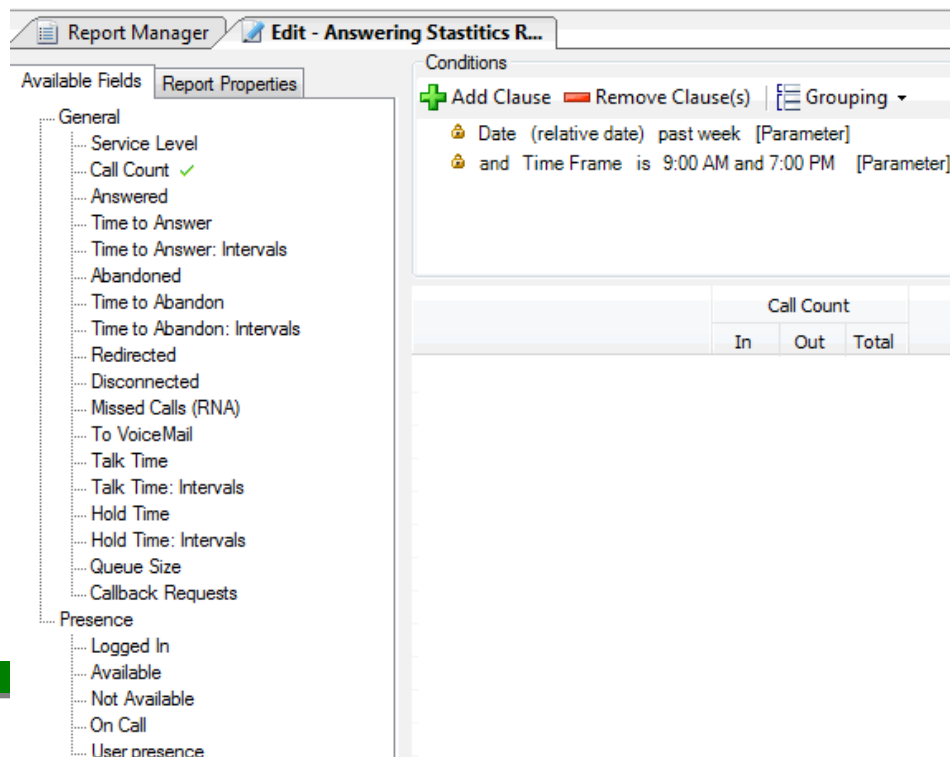 Report Manager
Edit - Answering Stastitics R...
Available Fields
Report Properties
General
Service Level
Call Count
Answered
Time to Answer
Time to Answer: Intervals
Abandoned
Time to Abandon
Time to Abandon: Intervals
Redirected
Disconnected
Missed Calls (RNA)
To VoiceMail
Talk Time
Talk Time: Intervals
Hold Time
Hold Time: Intervals
Queue Size
Callback Requests
Presence
Logged In
Available
Not Available
On Call
User presence
Conditions
Add Clause Remove Clause(s) Grouping
Date (relative date) past week [Parameter]
and Time Frame is 9:00 AM and 7:00 PM [Parameter]
Call Count
In Out Total